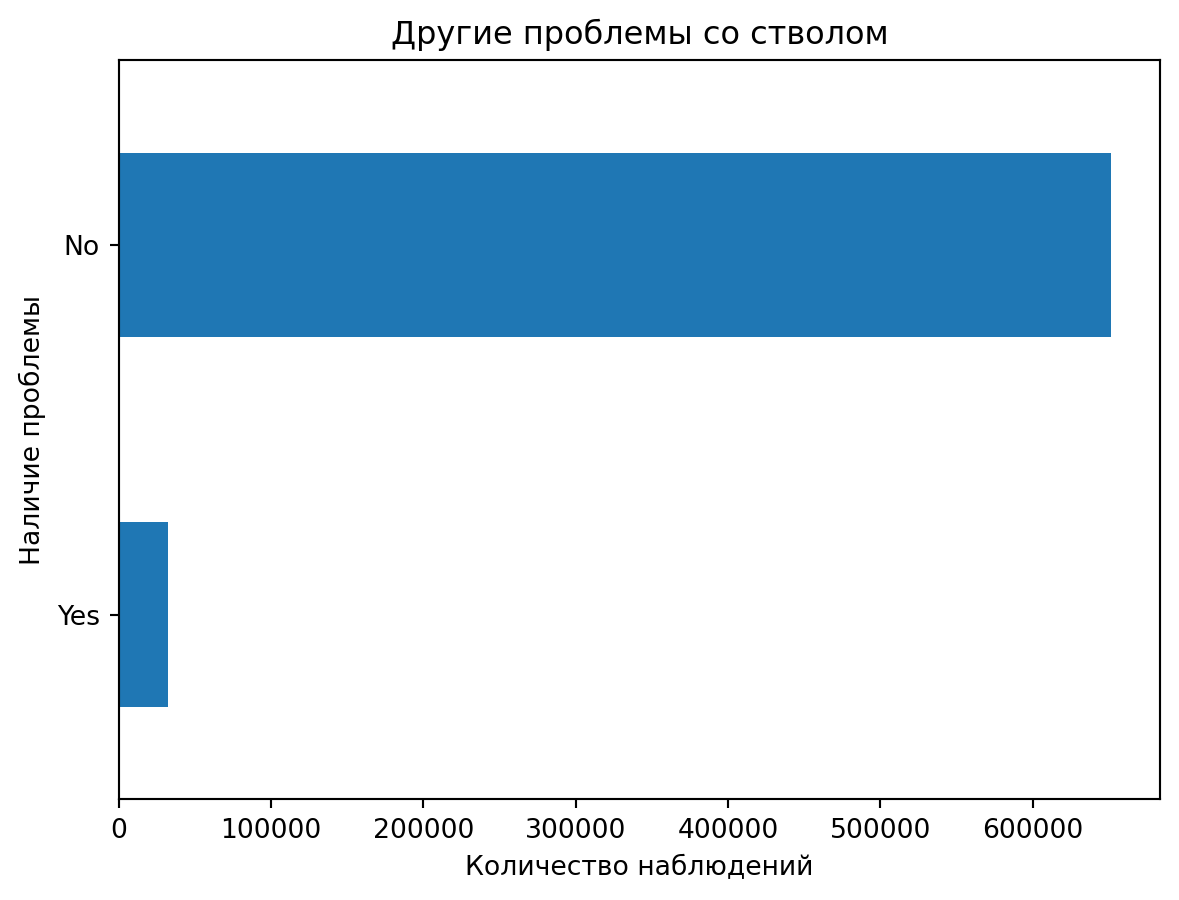 Другие проблемы со стволом
Наличие проблемы
No
Yes
0 100000 200000 300000 400000 500000 600000
Количество наблюдений